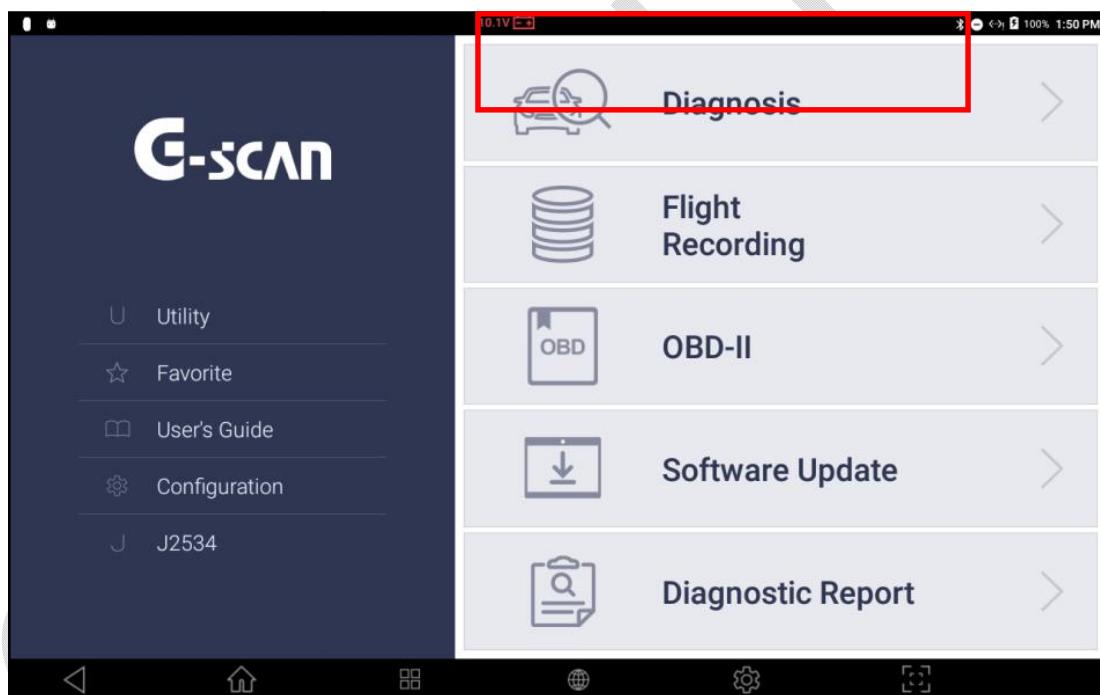 10.1V
100% 1:50 PM
G-scan
Utility
Favorite
User's Guide
Configuration
J2534
U
J
Diagnosis
Flight
Recording
OBD
OBD-II
Software Update
Diagnostic Report